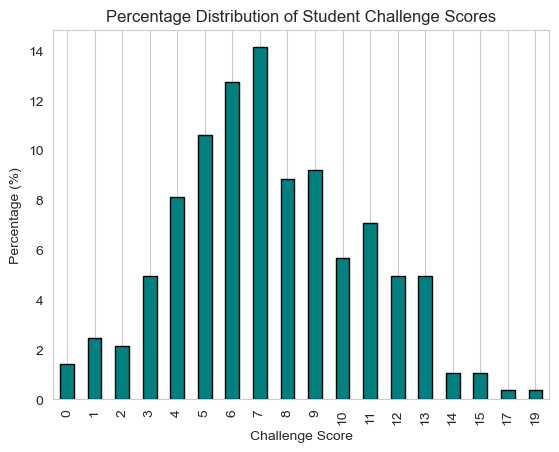 Percentage Distribution of Student Challenge Scores
Percentage (%)
14
12
10
8
6
4
2
0
0 1 2 3 4 5 6 7 8 9 10 11 12 13 14 15 17 19
Challenge Score